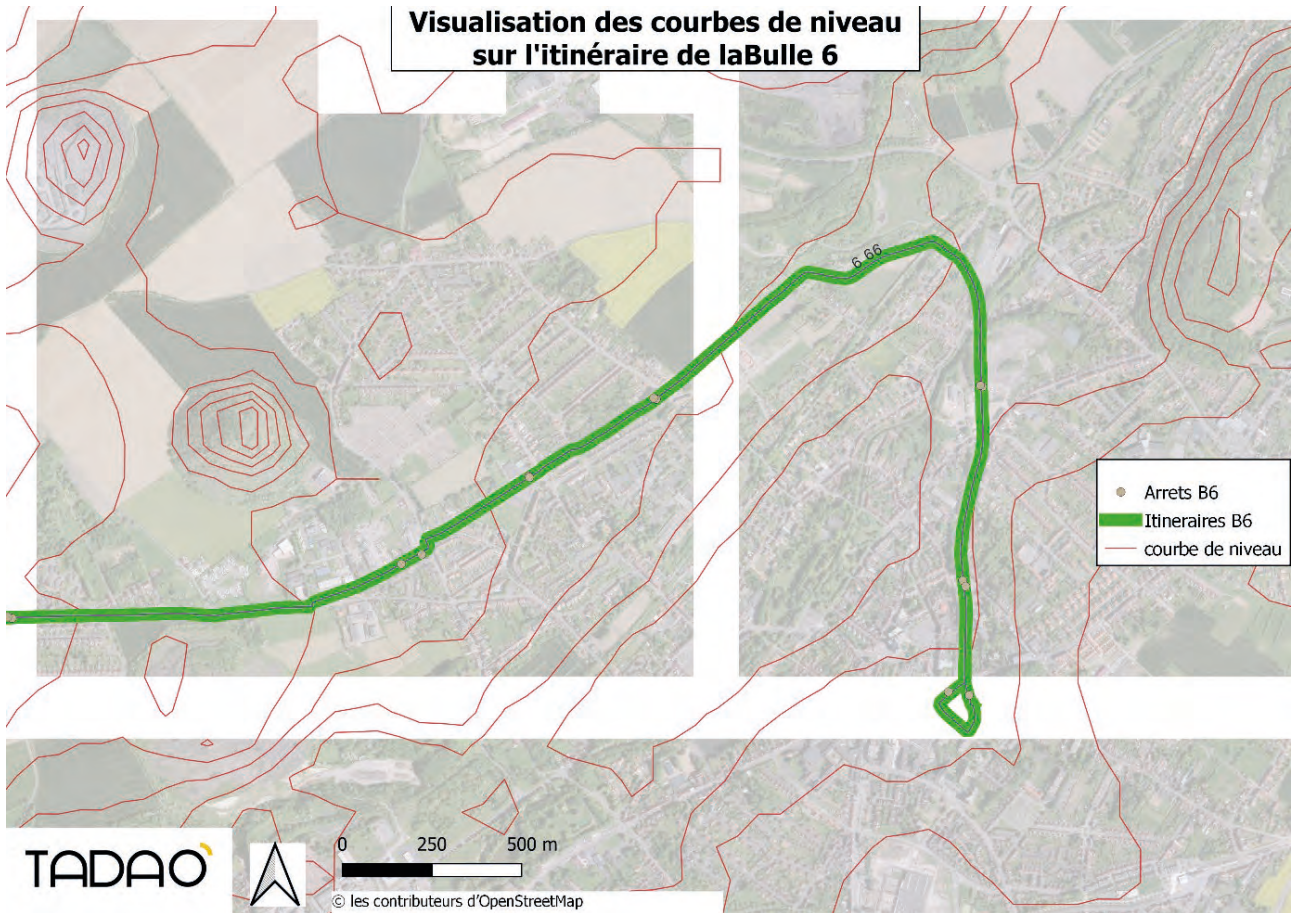 Visualisation des courbes de niveau
sur l'itinéraire de laBulle 6
6 66
Arrets B6
Itineraires B6
courbe de niveau
TADAO
0 250 500 m
© les contributeurs d'OpenStreetMap